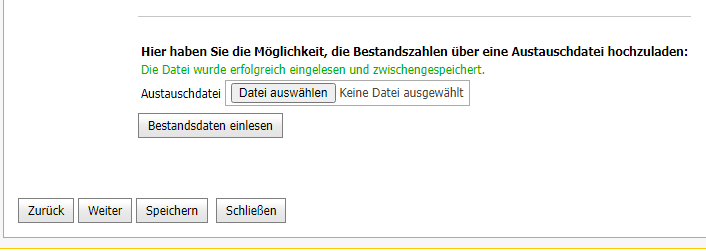 Hier haben Sie die Möglichkeit, die Bestandszahlen über eine Austauschdatei hochzuladen:
Die Datei wurde erfolgreich eingelesen und zwischengespeichert.
Austauschdatei Datei auswählen Keine Datei ausgewählt
Bestandsdaten einlesen
Zurück Weiter Speichern Schließen